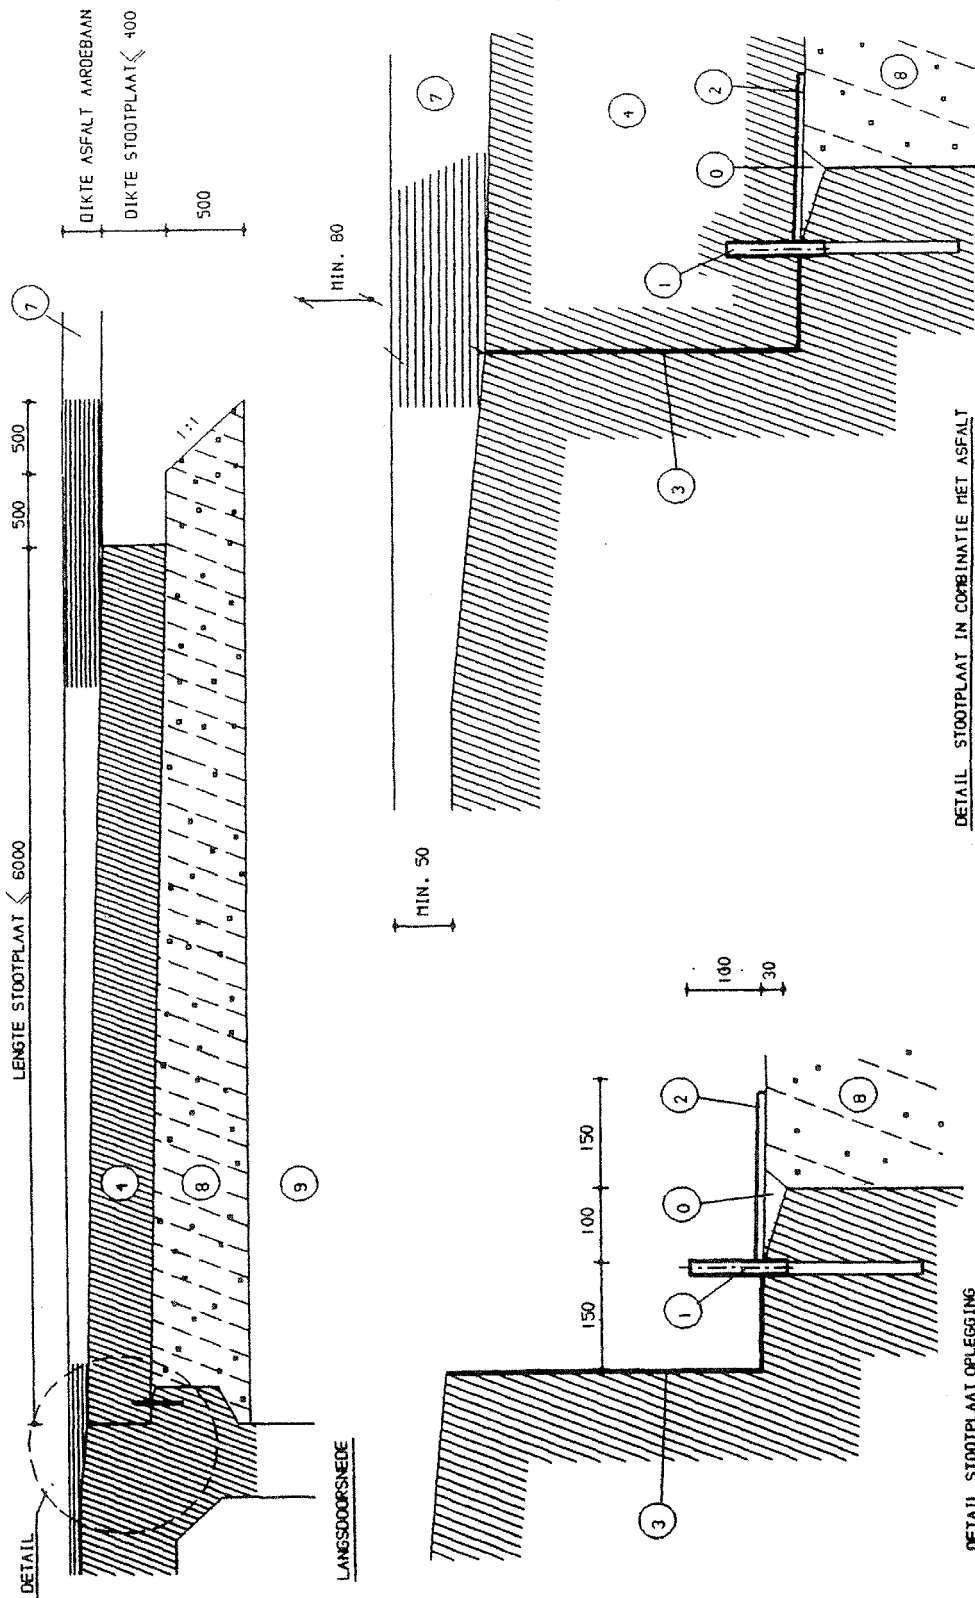 DETAIL
LENGTE STOOTPLAAT ≤ 6000
500
500
7
1:1
DIKTE ASFALT AARDEBAAN
DIKTE STOOTPLAAT ≤ 400
500
4
8
9
LANGSDOORSNEDE
3
150
100
150
1
0
2
8
100
30
DETAIL STOOTPLAAT OPLEGGING
MIN. 50
MIN. 80
7
3
1
4
0
2
8
DETAIL STOOTPLAAT IN COMBINATIE MET ASFALT